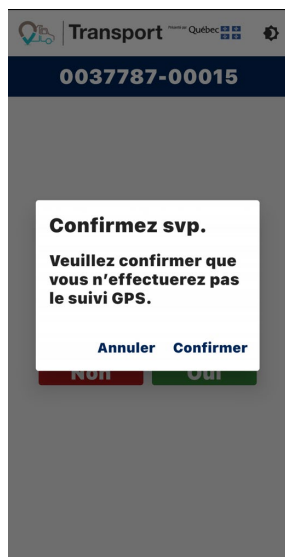 Transport Québec
0037787-00015
Confirmez svp.
Veuillez confirmer que
vous n’effectuerez pas
le suivi GPS.
Annuler Confirmer
Non Oui